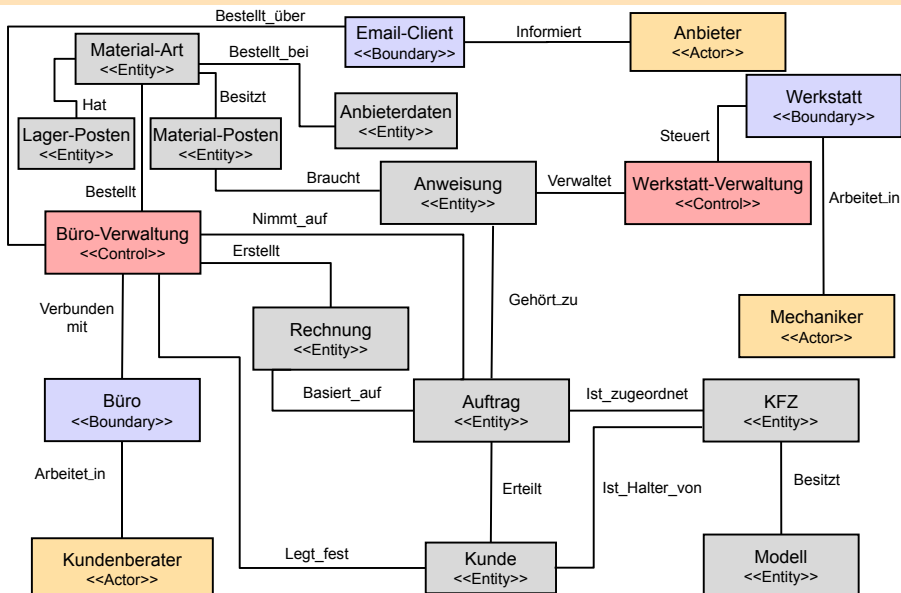 Bestellt_über
Email-Client
<<Boundary>>
Informiert
Anbieter
<<Actor>>
Material-Art
<<Entity>>
Bestellt_bei
Hat
Besitzt
Anbieterdaten
<<Entity>>
Werkstatt
<<Boundary>>
Lager-Posten
<<Entity>>
Material-Posten
<<Entity>>
Steuert
Bestellt
Braucht
Anweisung
<<Entity>>
Verwaltet
Werkstatt-Verwaltung
<<Control>>
Arbeitet_in
Büro-Verwaltung
<<Control>>
Nimmt_auf
Erstellt
Verbunden
mit
Rechnung
<<Entity>>
Gehört_zu
Mechaniker
<<Actor>>
Büro
<<Boundary>>
Basiert_auf
Auftrag
<<Entity>>
Ist_zugeordnet
KFZ
<<Entity>>
Arbeitet_in
Erteilt
Ist_Halter_von
Besitzt
Kundenberater
<<Actor>>
Legt_fest
Kunde
<<Entity>>
Modell
<<Entity>>